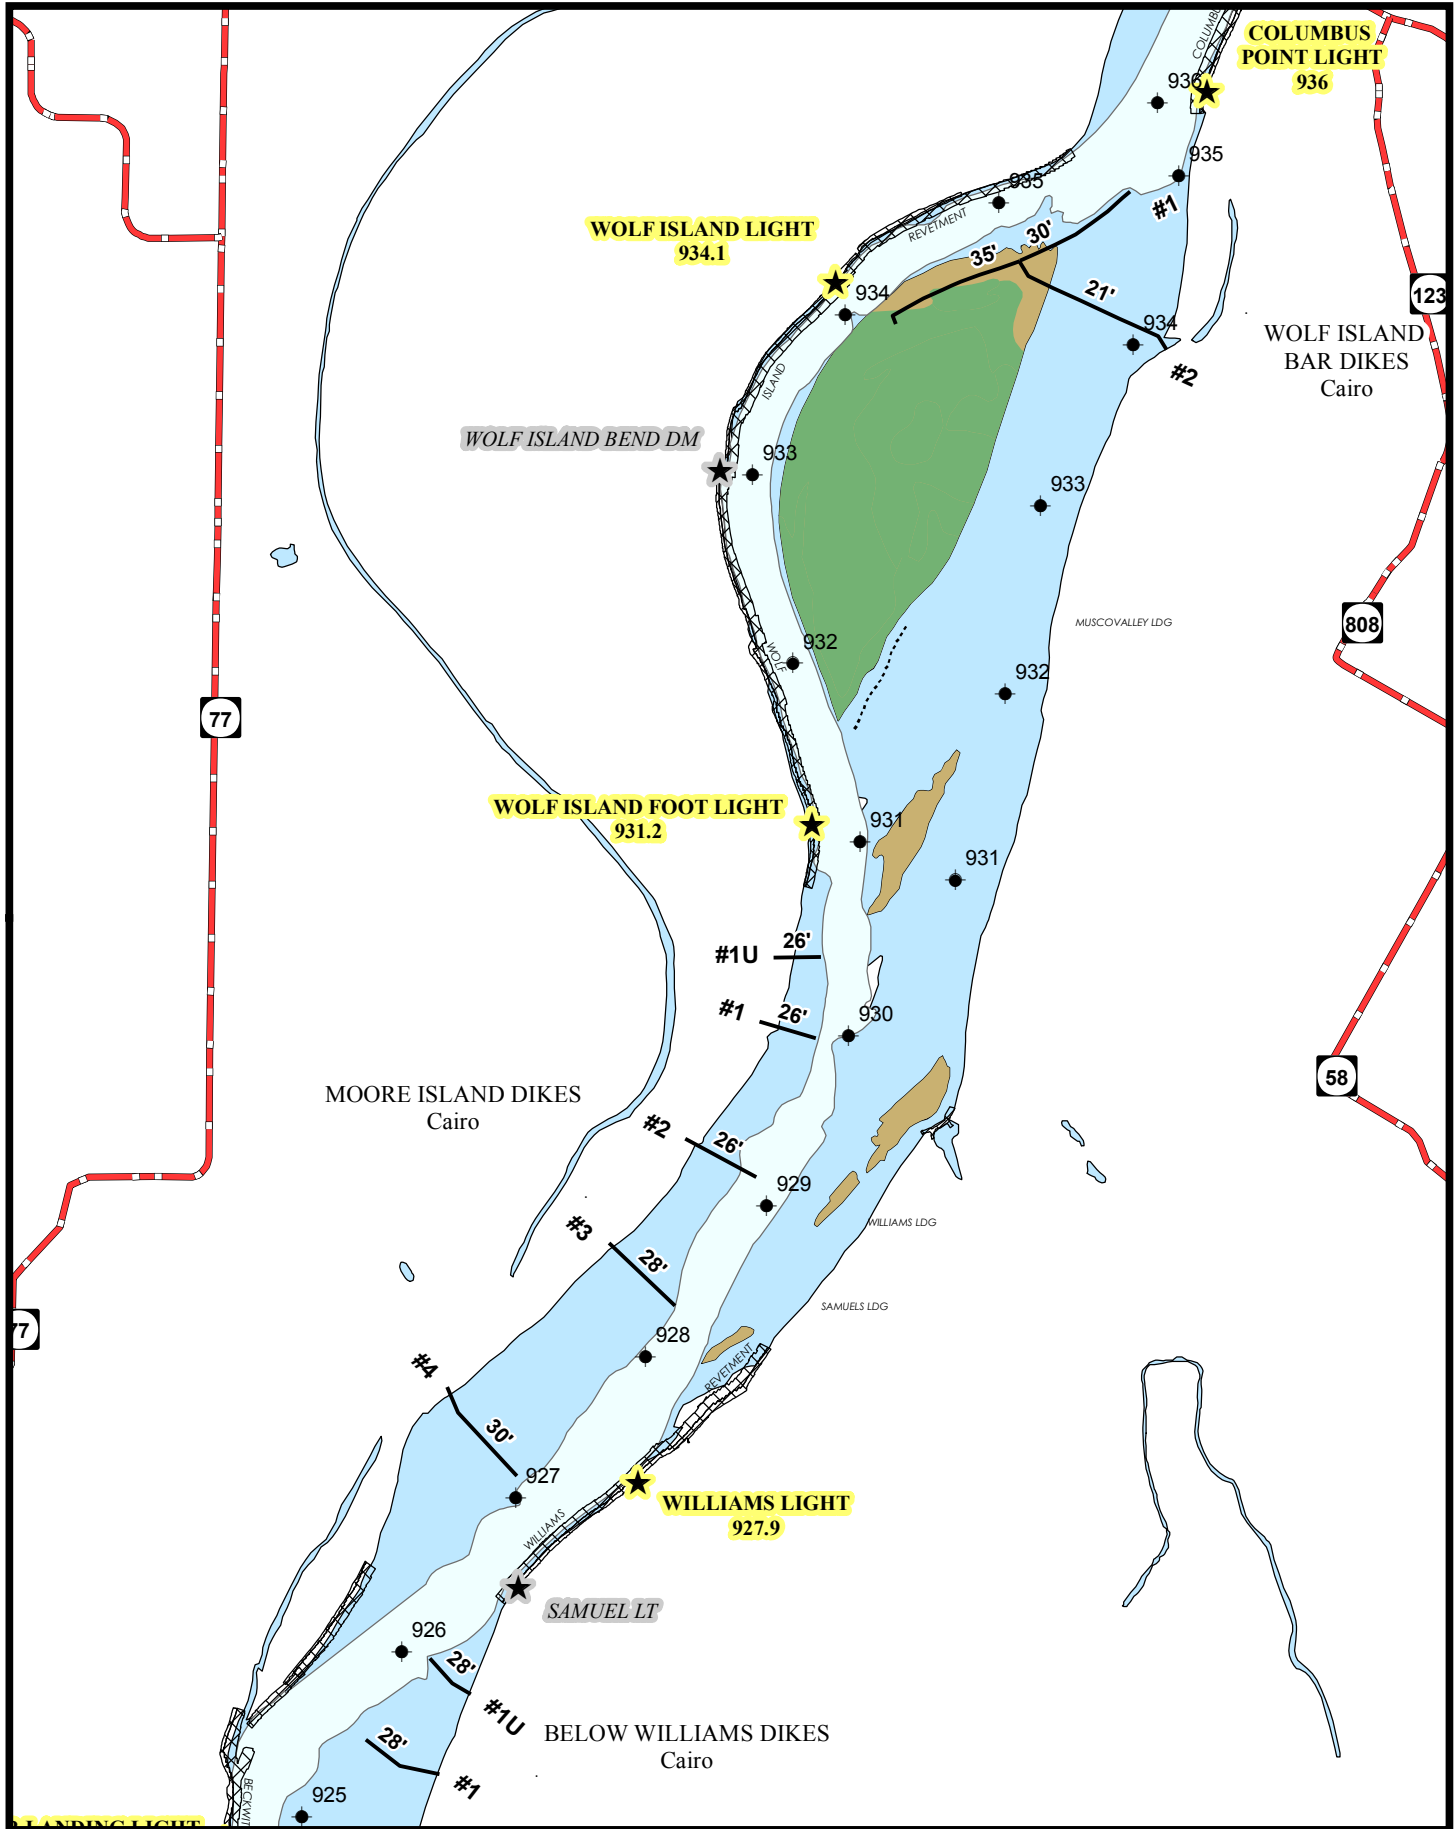 COLUMBUS
COLUMBUS
POINT LIGHT
936
936
935
935
#1
REVETMENT
30'
35'
WOLF ISLAND LIGHT
934.1
21'
934
934
123
WOLF ISLAND
BAR DIKES
Cairo
#2
ISLAND
WOLF ISLAND BEND DM
933
933
MUSCOVALLEY LDG
808
932
WOLF
932
77
WOLF ISLAND FOOT LIGHT
931.2
931
931
26'
#1U
#1
26'
930
58
MOORE ISLAND DIKES
Cairo
#2
26'
929
WILLIAMS LDG
#3
28'
SAMUELS LDG
77
928
#4
REVETMENT
30'
927
WILLIAMS LIGHT
927.9
WILLIAMS
SAMUEL LT
926
28'
#1U
BELOW WILLIAMS DIKES
Cairo
28'
#1
BECKWIT
925
LANDING LIGHT